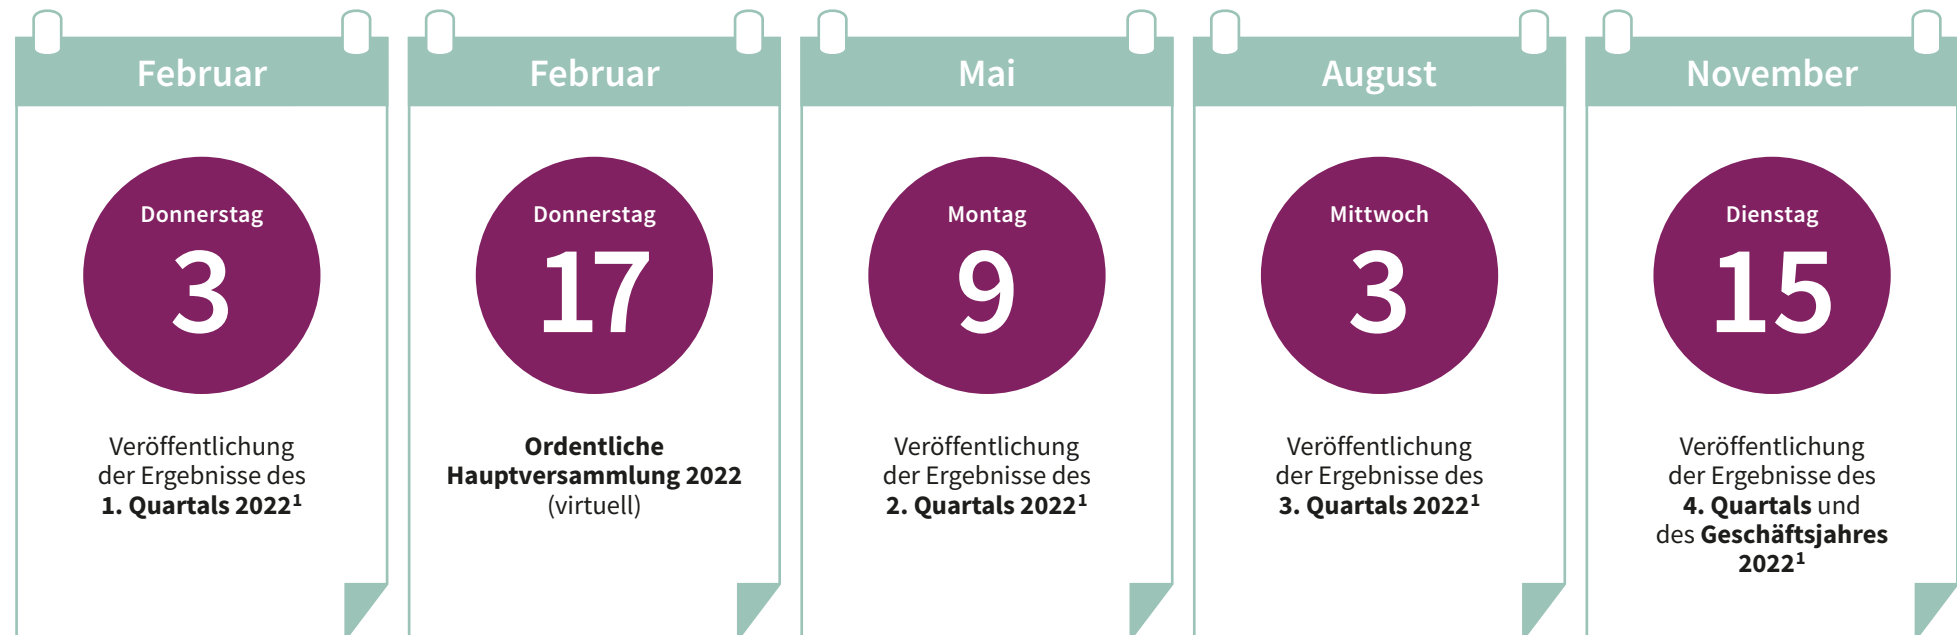 Februar
Donnerstag
3
Veröffentlichung
der Ergebnisse des
1. Quartals 2022¹
Februar
Donnerstag
17
Ordentliche
Hauptversammlung 2022
(virtuell)
Mai
Montag
9
Veröffentlichung
der Ergebnisse des
2. Quartals 2022¹
August
Mittwoch
3
Veröffentlichung
der Ergebnisse des
3. Quartals 2022¹
November
Dienstag
15
Veröffentlichung
der Ergebnisse des
4. Quartals und
des Geschäftsjahres
2022¹